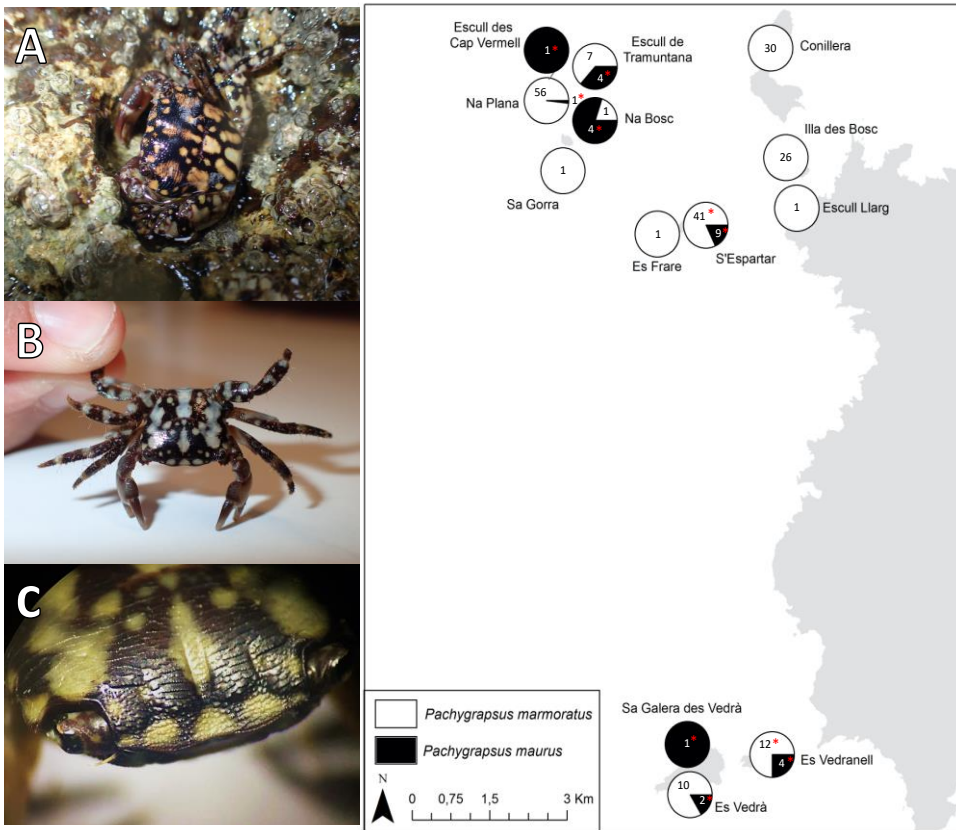 A
B
C
Escull des
Cap Vermell
1*
Escull de
Tramuntana
7
4*
30
Conillera
Na Plana
56
1*
Na Bosc
1
4*
Sa Gorra
1
Illa des Bosc
26
Escull Llarg
1
Es Frare
1
S'Espartar
41*
9*
Sa Galera des Vedrà
1*
Es Vedranell
12*
4*
Es Vedrà
10
2*
Pachygrapsus marmoratus
Pachygrapsus maurus
N
0 0,75 1,5 3 Km